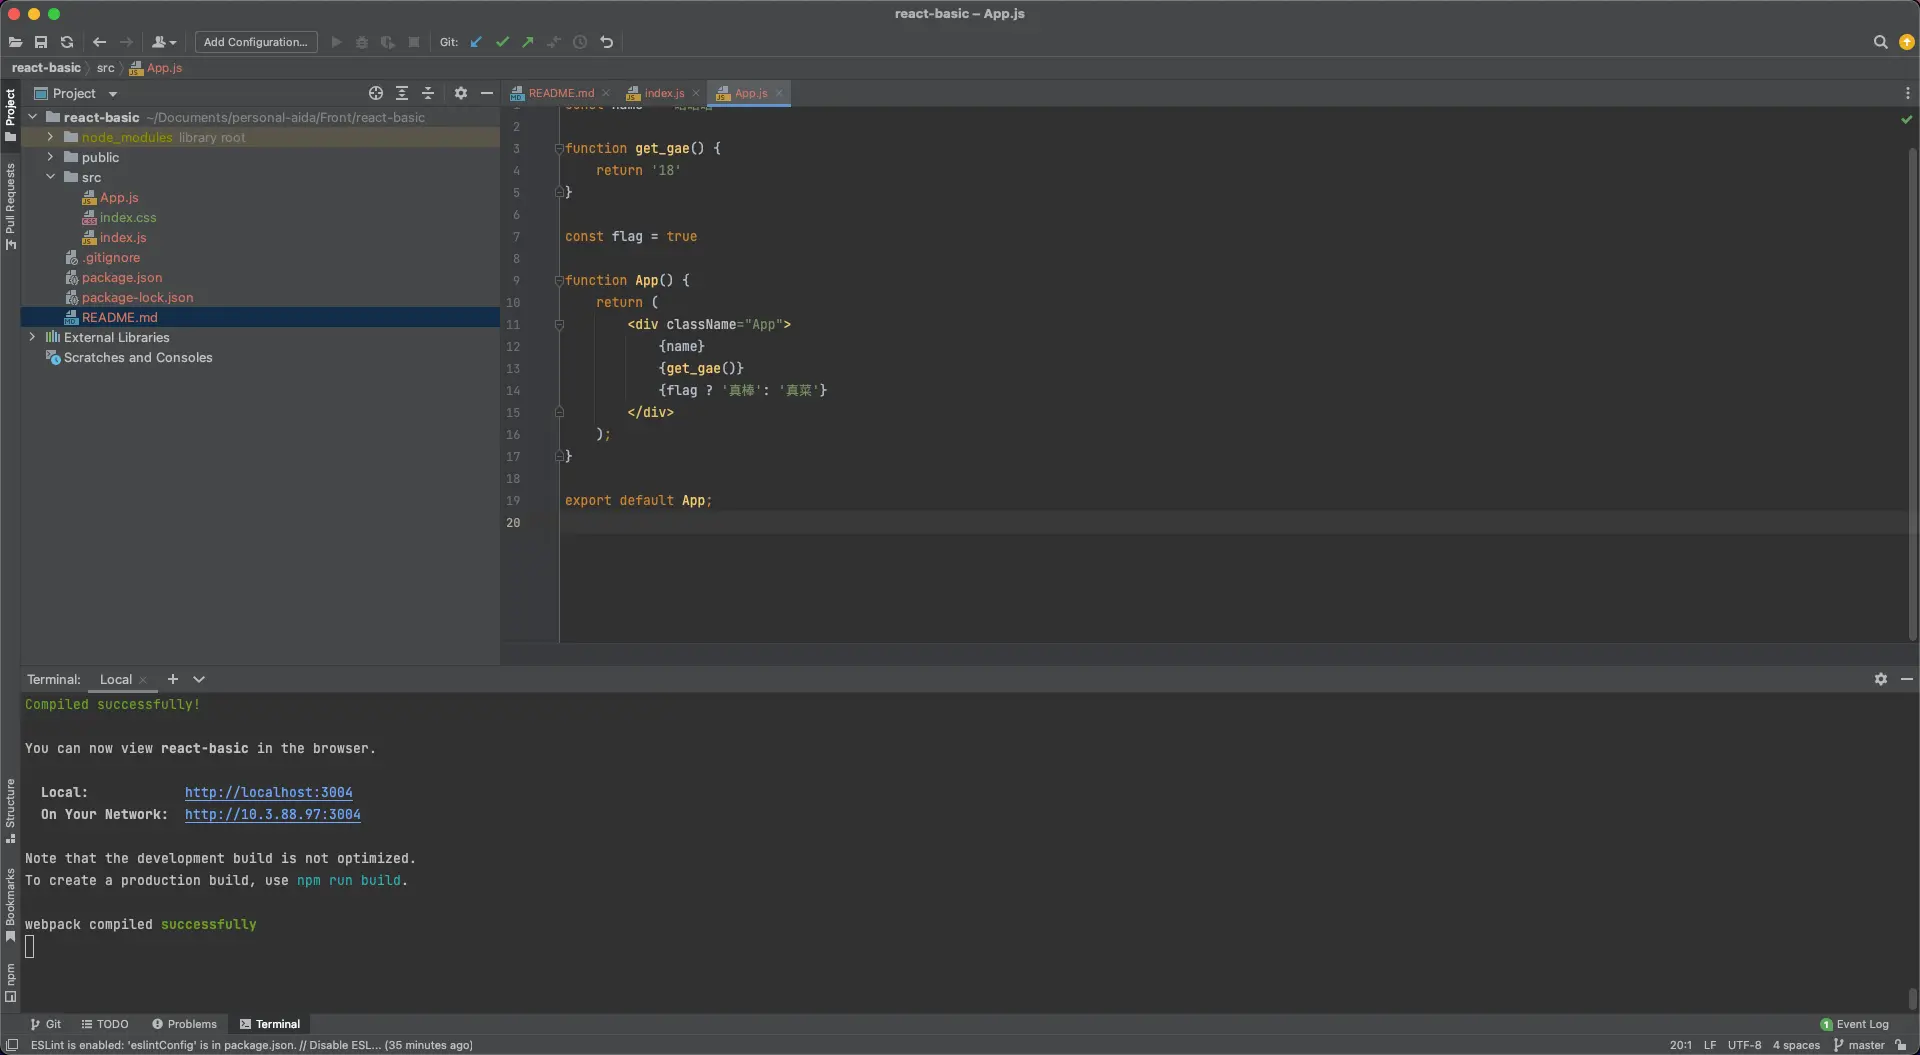 react-basic – App.js
Add Configuration...
Git:
react-basic
src
App.js
Project
Project
Pull Requests
Structure
Bookmarks
npm
react-basic ~/Documents/personal-aida/Front/react-basic
node_modules library root
public
src
App.js
index.css
index.js
.gitignore
package.json
package-lock.json
README.md
External Libraries
Scratches and Consoles
README.md
index.js
App.js
2
3 function get_gae() {
4 return '18'
5 }
6
7 const flag = true
8
9 function App() {
10 return (
11 <div className="App">
12 {name}
13 {get_gae()}
14 {flag ? '真棒': '真菜'}
15 </div>
16 );
17 }
18
19 export default App;
20
Terminal:
Local
Compiled successfully!
You can now view react-basic in the browser.
Local: http://localhost:3004
On Your Network: http://10.3.88.97:3004
Note that the development build is not optimized.
To create a production build, use npm run build.
webpack compiled successfully
Git
TODO
Problems
Terminal
1 Event Log
ESLint is enabled: 'eslintConfig' is in package.json. // Disable ESL... (35 minutes ago)
20:1 LF UTF-8 4 spaces master